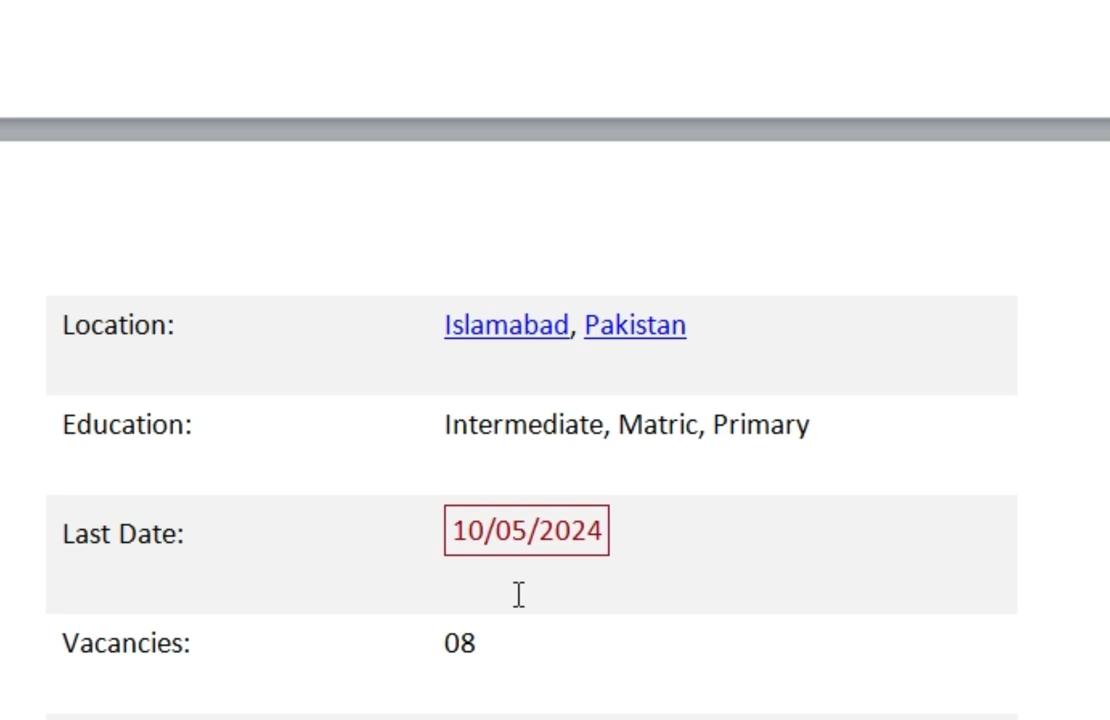 Location: Islamabad, Pakistan
Education: Intermediate, Matric, Primary
Last Date: 10/05/2024
Vacancies: 08